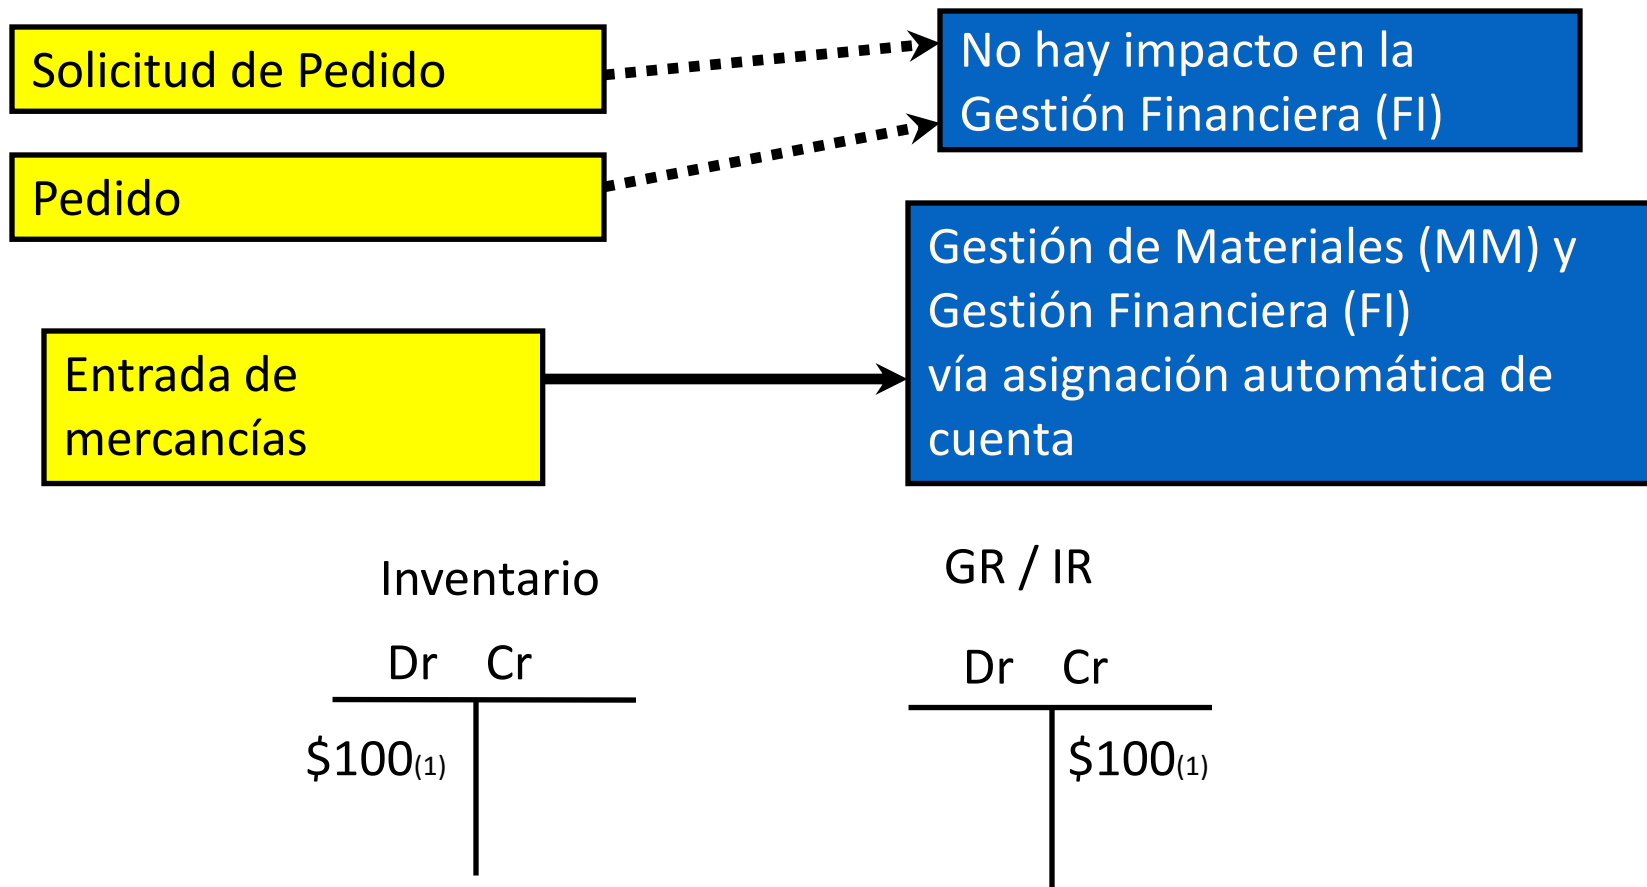 Solicitud de Pedido
No hay impacto en la
Gestión Financiera (FI)
Pedido
Gestión de Materiales (MM) y
Gestión Financiera (FI)
vía asignación automática de
cuenta
Entrada de
mercancías
Inventario
GR / IR
Dr Cr
Dr Cr
$100(1)
$100(1)